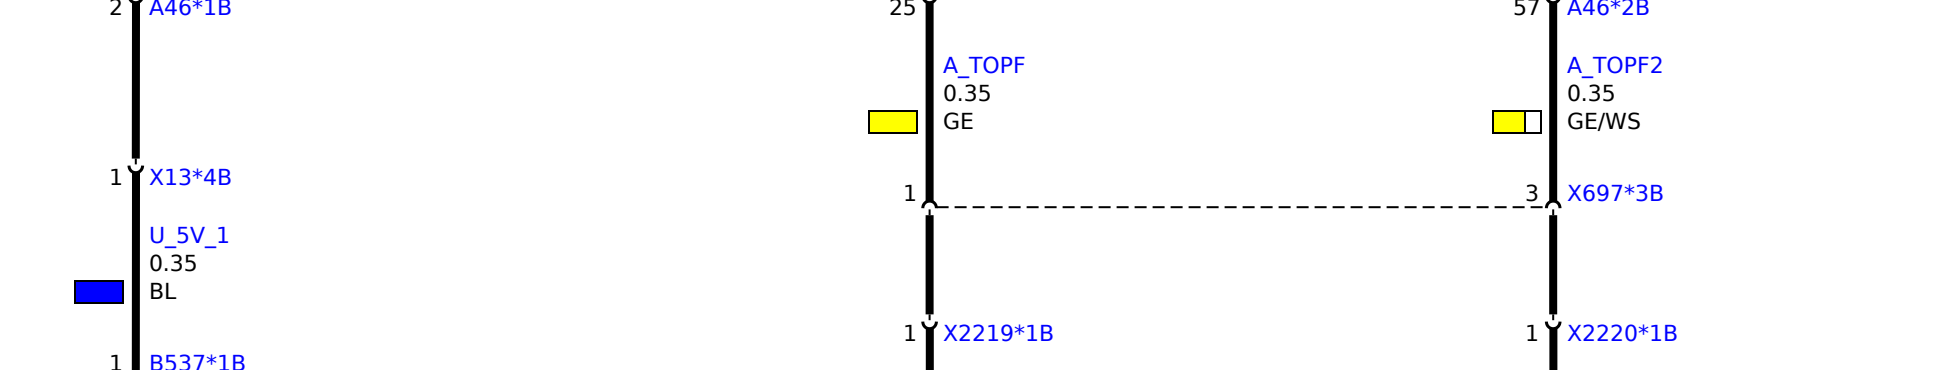 2 A46*1B
25
57 A46*2B
A_TOPF
0.35
GE
A_TOPF2
0.35
GE/WS
1 X13*4B
1
3 X697*3B
U_5V_1
0.35
BL
1 X2219*1B
1 X2220*1B
1 B537*1B